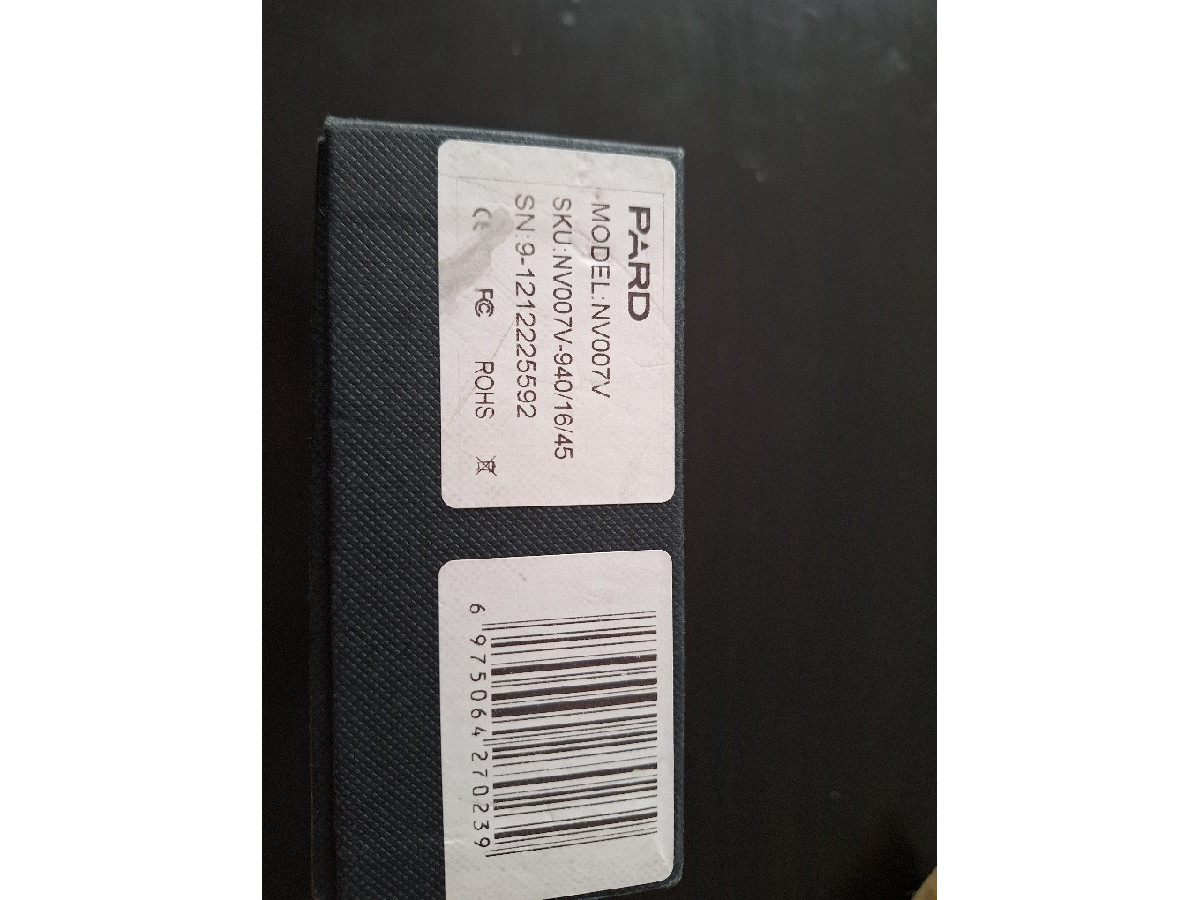 PARD
MODEL:NV007V
SKU:NV007V-940/16/45
SN:9-1212225592
CE FC ROHS
6 975064 270239